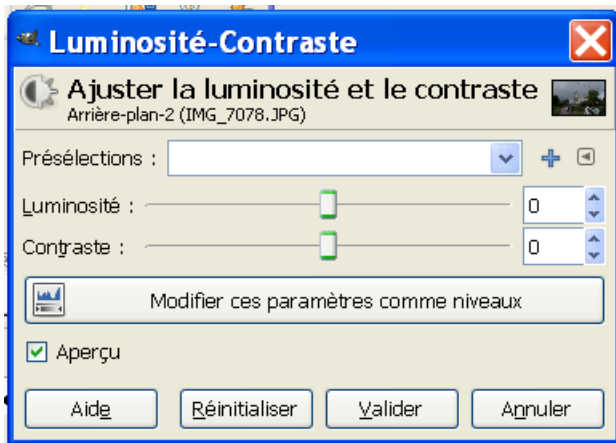 Luminosité-Contraste
Ajuster la luminosité et le contraste
Arrière-plan-2 (IMG_7078.JPG)
Présélections :
Luminosité : 0
Contraste : 0
Modifier ces paramètres comme niveaux
Aperçu
Aide Réinitialiser Valider Annuler